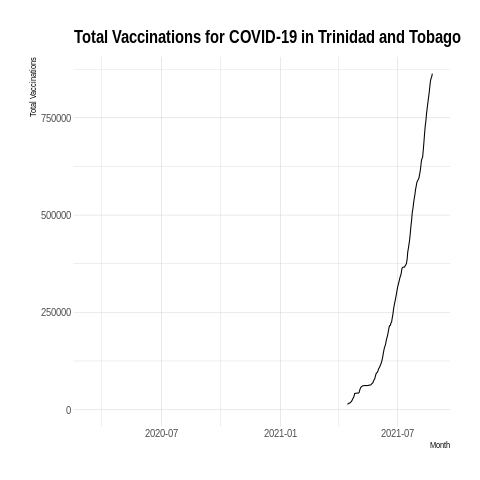 Total Vaccinations for COVID-19 in Trinidad and Tobago
Total Vaccinations
750000
500000
250000
0
2020-07
2021-01
2021-07
Month